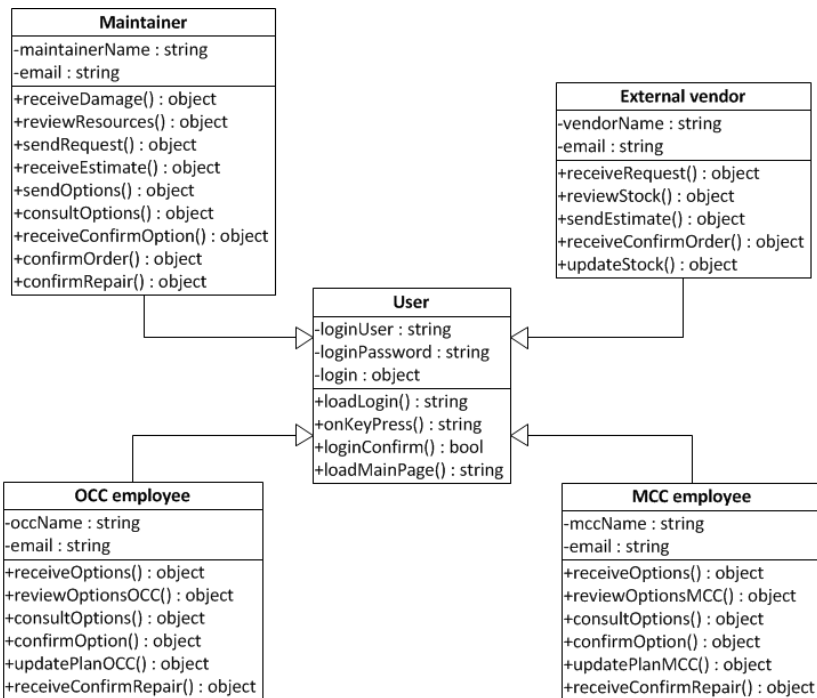 Maintainer
-maintainerName : string
-email : string
+receiveDamage() : object
+reviewResources() : object
+sendRequest() : object
+receiveEstimate() : object
+sendOptions() : object
+consultOptions() : object
+receiveConfirmOption() : object
+confirmOrder() : object
+confirmRepair() : object
External vendor
-vendorName : string
-email : string
+receiveRequest() : object
+reviewStock() : object
+sendEstimate() : object
+receiveConfirmOrder() : object
+updateStock() : object
User
-loginUser : string
-loginPassword : string
-login : object
+loadLogin() : string
+onKeyPress() : string
+loginConfirm() : bool
+loadMainPage() : string
OCC employee
-occName : string
-email : string
+receiveOptions() : object
+reviewOptionsOCC() : object
+consultOptions() : object
+confirmOption() : object
+updatePlanOCC() : object
+receiveConfirmRepair() : object
MCC employee
-mccName : string
-email : string
+receiveOptions() : object
+reviewOptionsMCC() : object
+consultOptions() : object
+confirmOption() : object
+updatePlanMCC() : object
+receiveConfirmRepair() : object